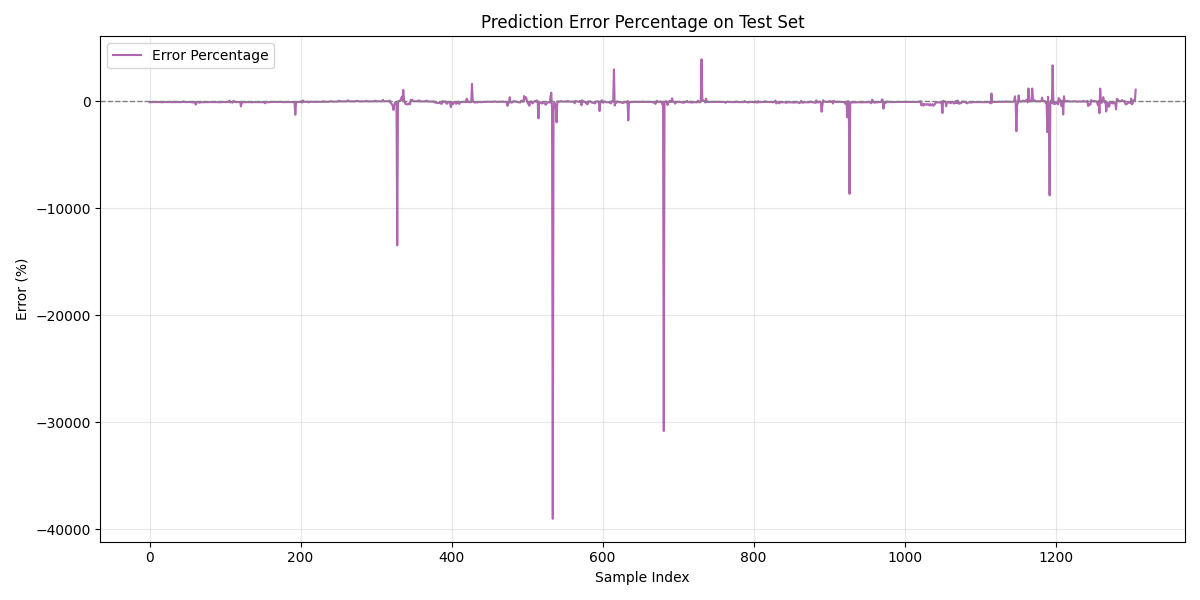 Prediction Error Percentage on Test Set
Error Percentage
0
−10000
−20000
−30000
−40000
Error (%)
0 200 400 600 800 1000 1200
Sample Index